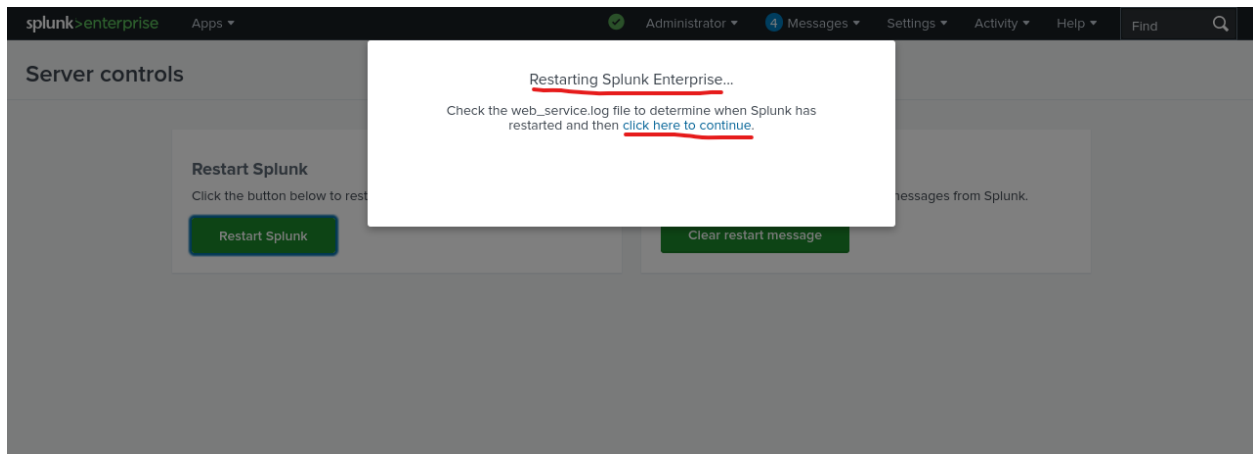 splunk>enterprise Apps Administrator 4 Messages Settings Activity Help Find
Server controls
Restarting Splunk Enterprise...
Check the web_service.log file to determine when Splunk has
restarted and then click here to continue.
Restart Splunk
Click the button below to rest
essages from Splunk.
Restart Splunk
Clear restart message